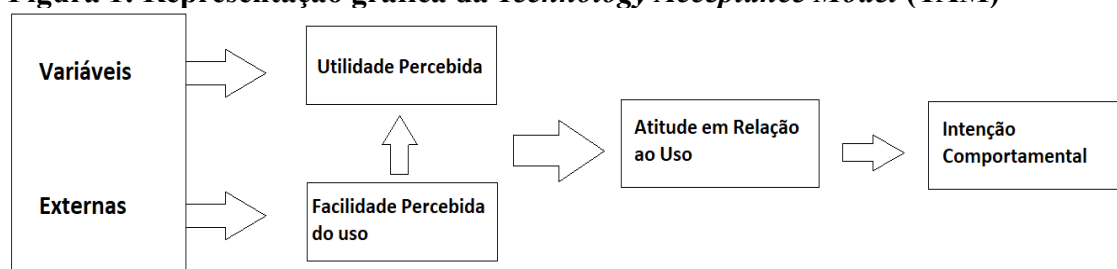 Figura 1: Representação gráfica da Technology Acceptance Model (TAM)
Variáveis
Externas
Utilidade Percebida
Facilidade Percebida
do uso
Atitude em Relação
ao Uso
Intenção
Comportamental